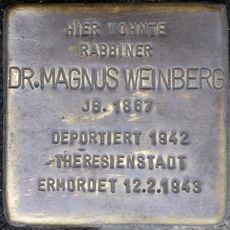 HIER WOHNTE
RABBINER
DR. MAGNUS WEINBERG
JG. 1867
DEPORTIERT 1942
THERESIENSTADT
ERMORDET 12.2.1943